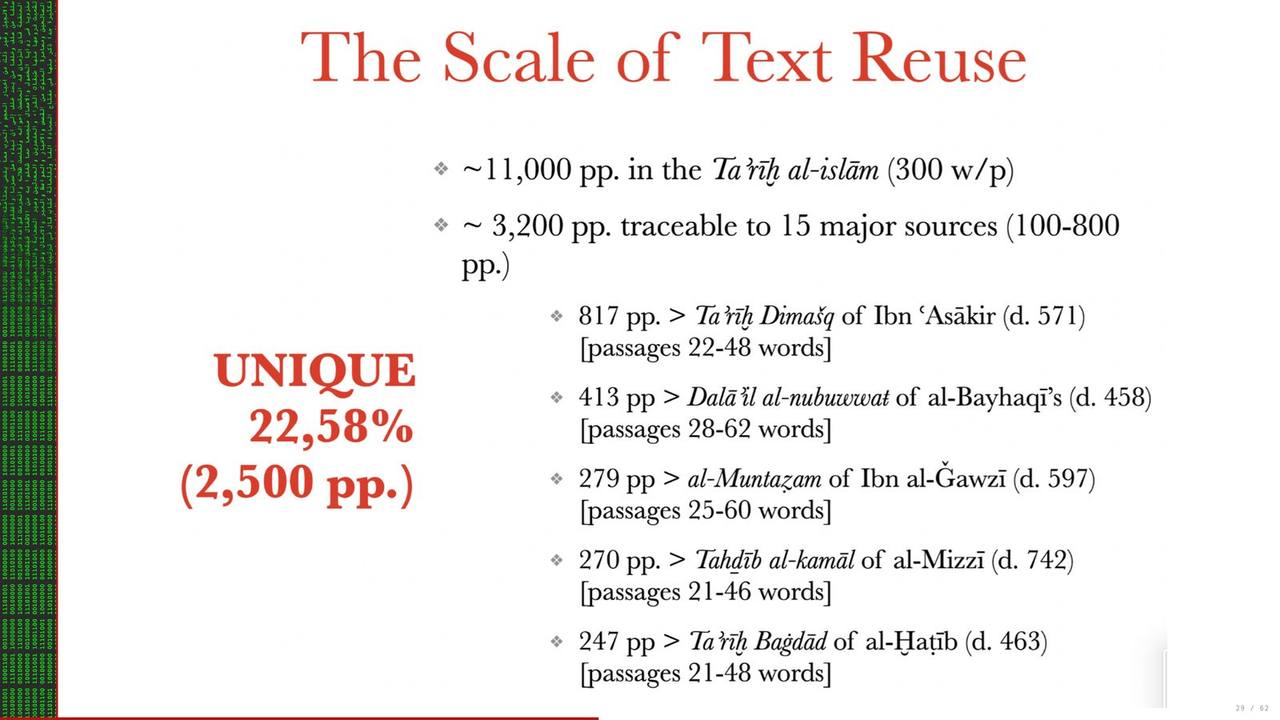 The Scale of Text Reuse
❖ ~11,000 pp. in the Taʾrīḫ al-islām (300 w/p)
❖ ~ 3,200 pp. traceable to 15 major sources (100-800
pp.)
❖ 817 pp. > Taʾrīḫ Dimašq of Ibn ʿAsākir (d. 571)
[passages 22-48 words]
❖ 413 pp > Dalāʾil al-nubuwwaŧ of al-Bayhaqī’s (d. 458)
[passages 28-62 words]
❖ 279 pp > al-Muntaẓam of Ibn al-Ǧawzī (d. 597)
[passages 25-60 words]
❖ 270 pp. > Tahḏīb al-kamāl of al-Mizzī (d. 742)
[passages 21-46 words]
❖ 247 pp > Taʾrīḫ Baġdād of al-Ḫaṭīb (d. 463)
[passages 21-48 words]
UNIQUE
22,58%
(2,500 pp.)
29 / 62